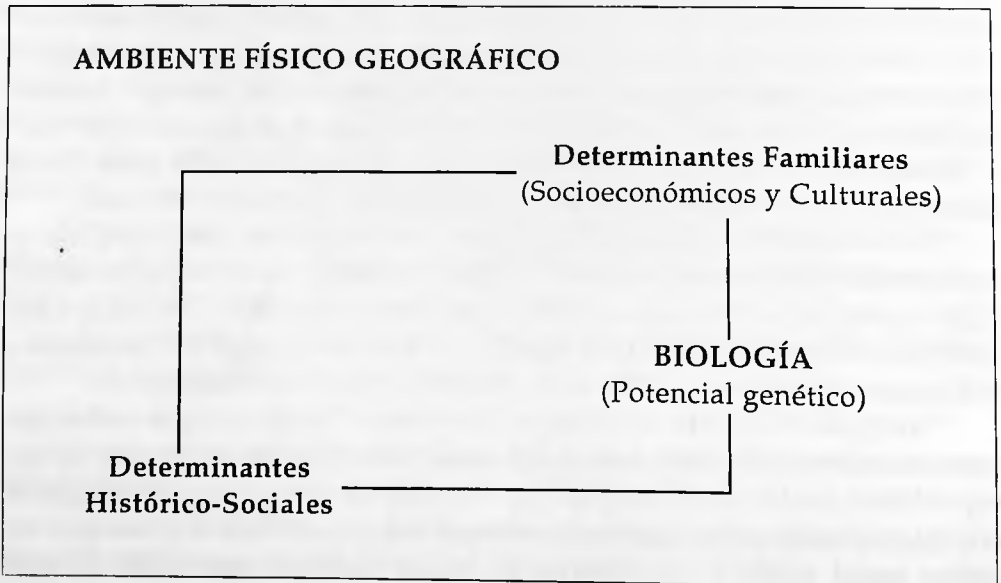 AMBIENTE FÍSICO GEOGRÁFICO
Determinantes Familiares
(Socioeconómicos y Culturales)
BIOLOGÍA
(Potencial genético)
Determinantes
Histórico-Sociales